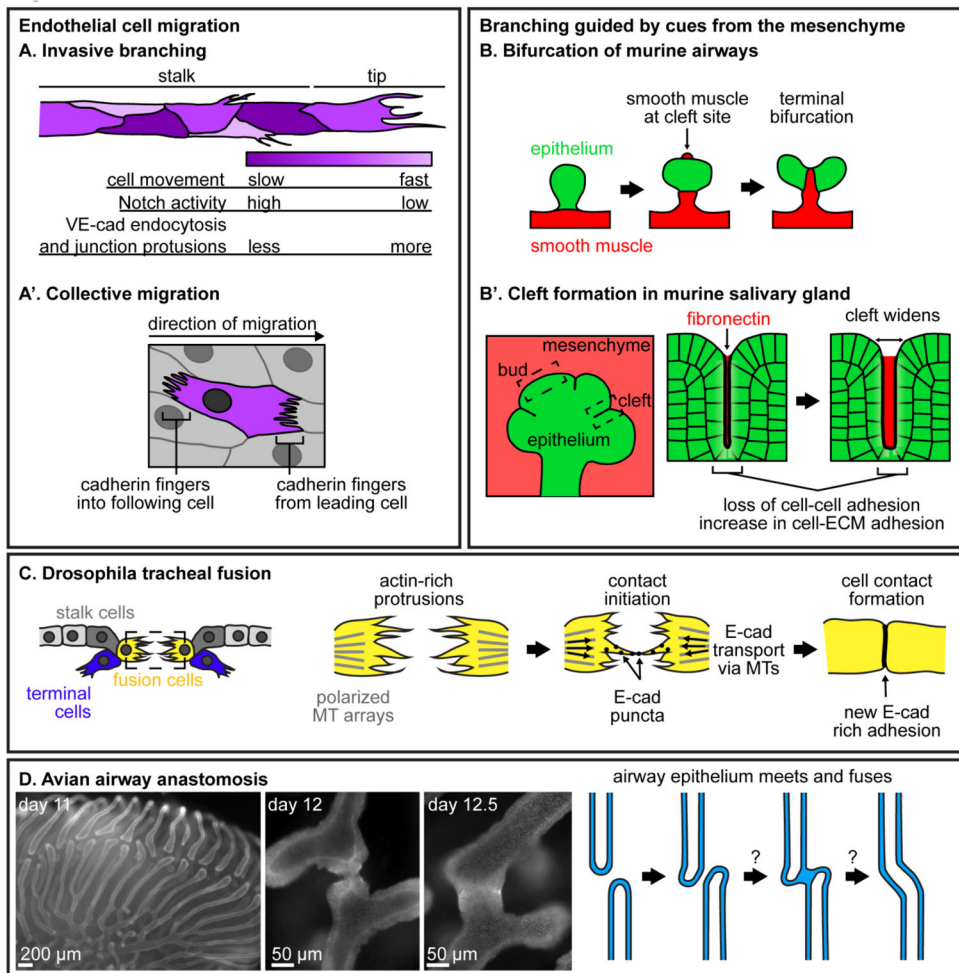 Endothelial cell migration
A. Invasive branching
stalk
tip
cell movement slow fast
Notch activity high low
VE-cad endocytosis
and junction protusions less more
A'. Collective migration
direction of migration
cadherin fingers
into following cell
cadherin fingers
from leading cell
Branching guided by cues from the mesenchyme
B. Bifurcation of murine airways
smooth muscle
at cleft site
terminal
bifurcation
epithelium
smooth muscle
B'. Cleft formation in murine salivary gland
mesenchyme
bud
cleft
epithelium
fibronectin
cleft widens
loss of cell-cell adhesion
increase in cell-ECM adhesion
C. Drosophila tracheal fusion
stalk cells
fusion cells
terminal
cells
actin-rich
protrusions
polarized
MT arrays
contact
initiation
E-cad
transport
via MTs
E-cad
puncta
cell contact
formation
new E-cad
rich adhesion
D. Avian airway anastomosis
day 11
200 µm
day 12
50 µm
day 12.5
50 µm
airway epithelium meets and fuses
?
?